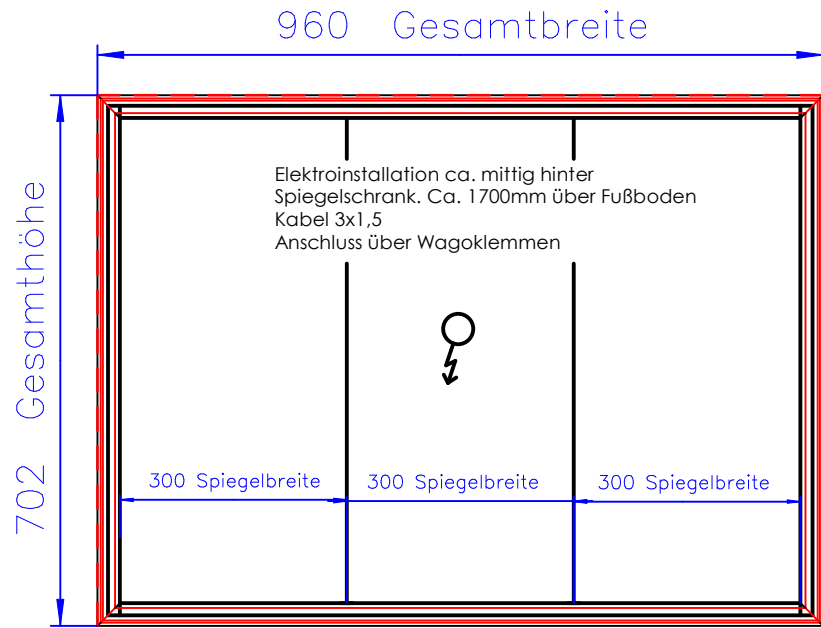 960 Gesamtbreite
702 Gesamthöhe
Elektroinstallation ca. mittig hinter
Spiegelschrank. Ca. 1700mm über Fußboden
Kabel 3x1,5
Anschluss über Wagoklemmen
300 Spiegelbreite
300 Spiegelbreite
300 Spiegelbreite